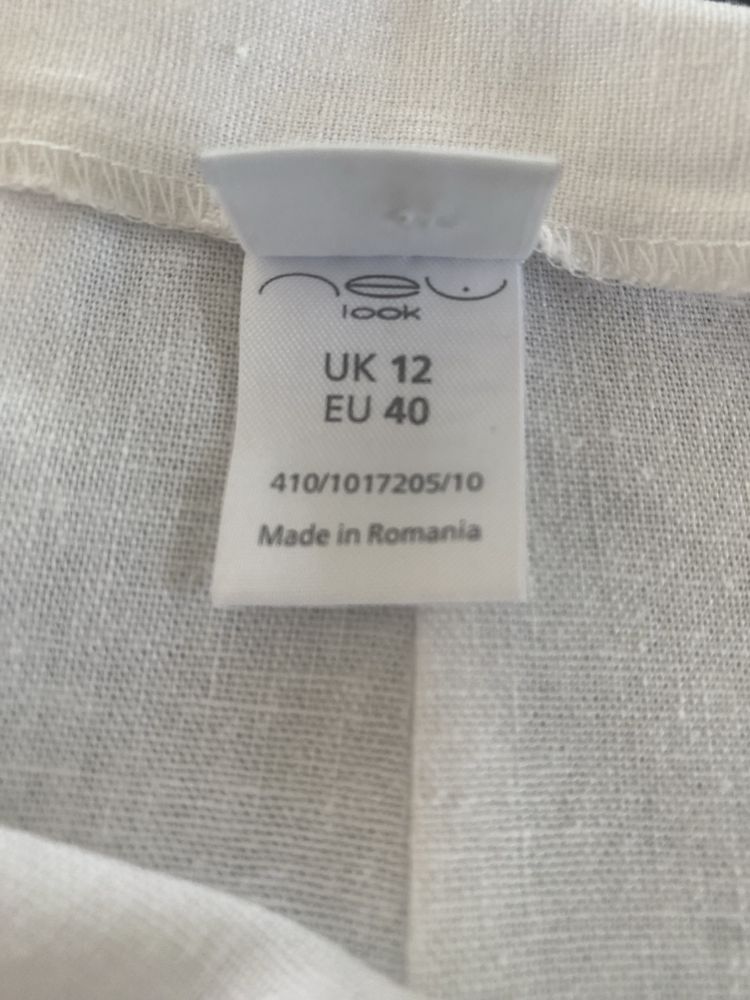 new
look
UK 12
EU 40
410/1017205/10
Made in Romania